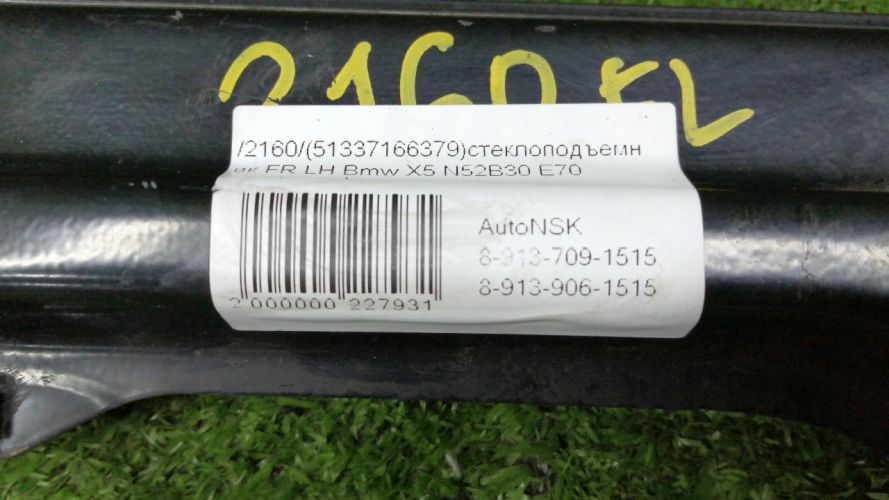 2160 FL
/2160/(51337166379)стеклоподъемн
ик FR LH Bmw X5 N52B30 E70
AutoNSK
8-913-709-1515
8-913-906-1515
2 000000 227931